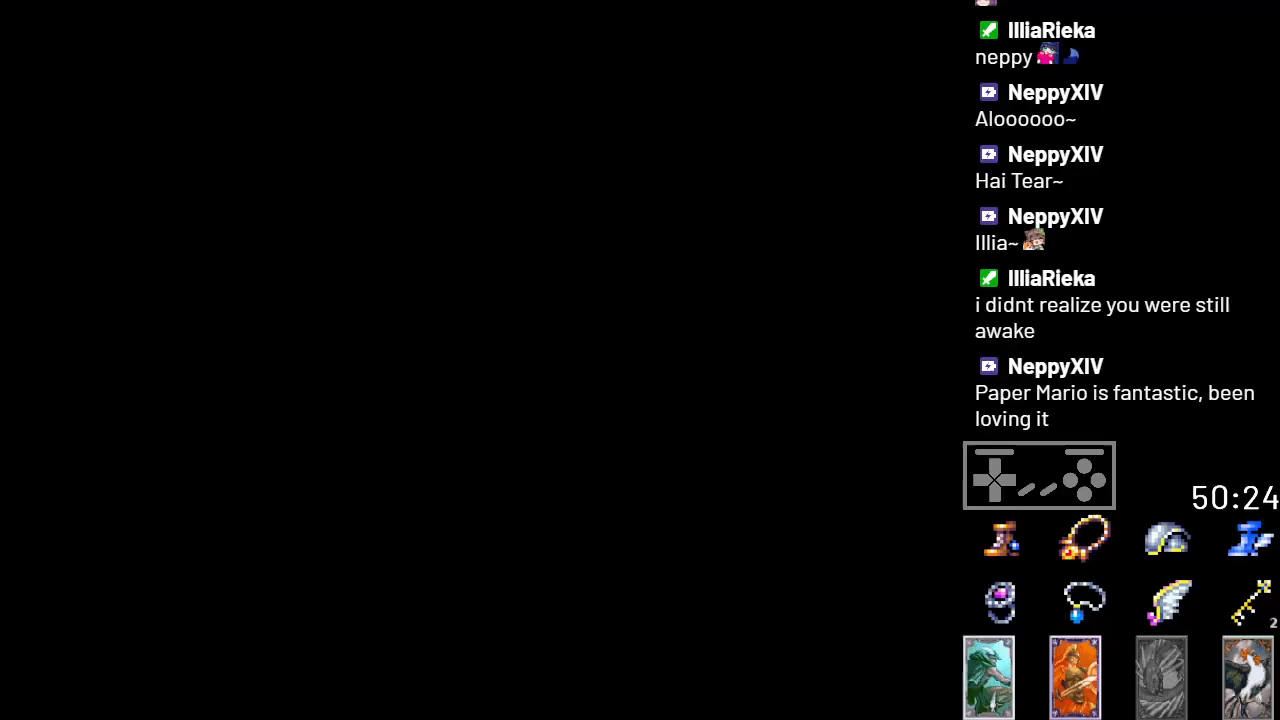 IlliaRieka
neppy
NeppyXIV
Aloooooo~
NeppyXIV
Hai Tear~
NeppyXIV
Illia~
IlliaRieka
i didnt realize you were still
awake
NeppyXIV
Paper Mario is fantastic, been
loving it
50:24
2